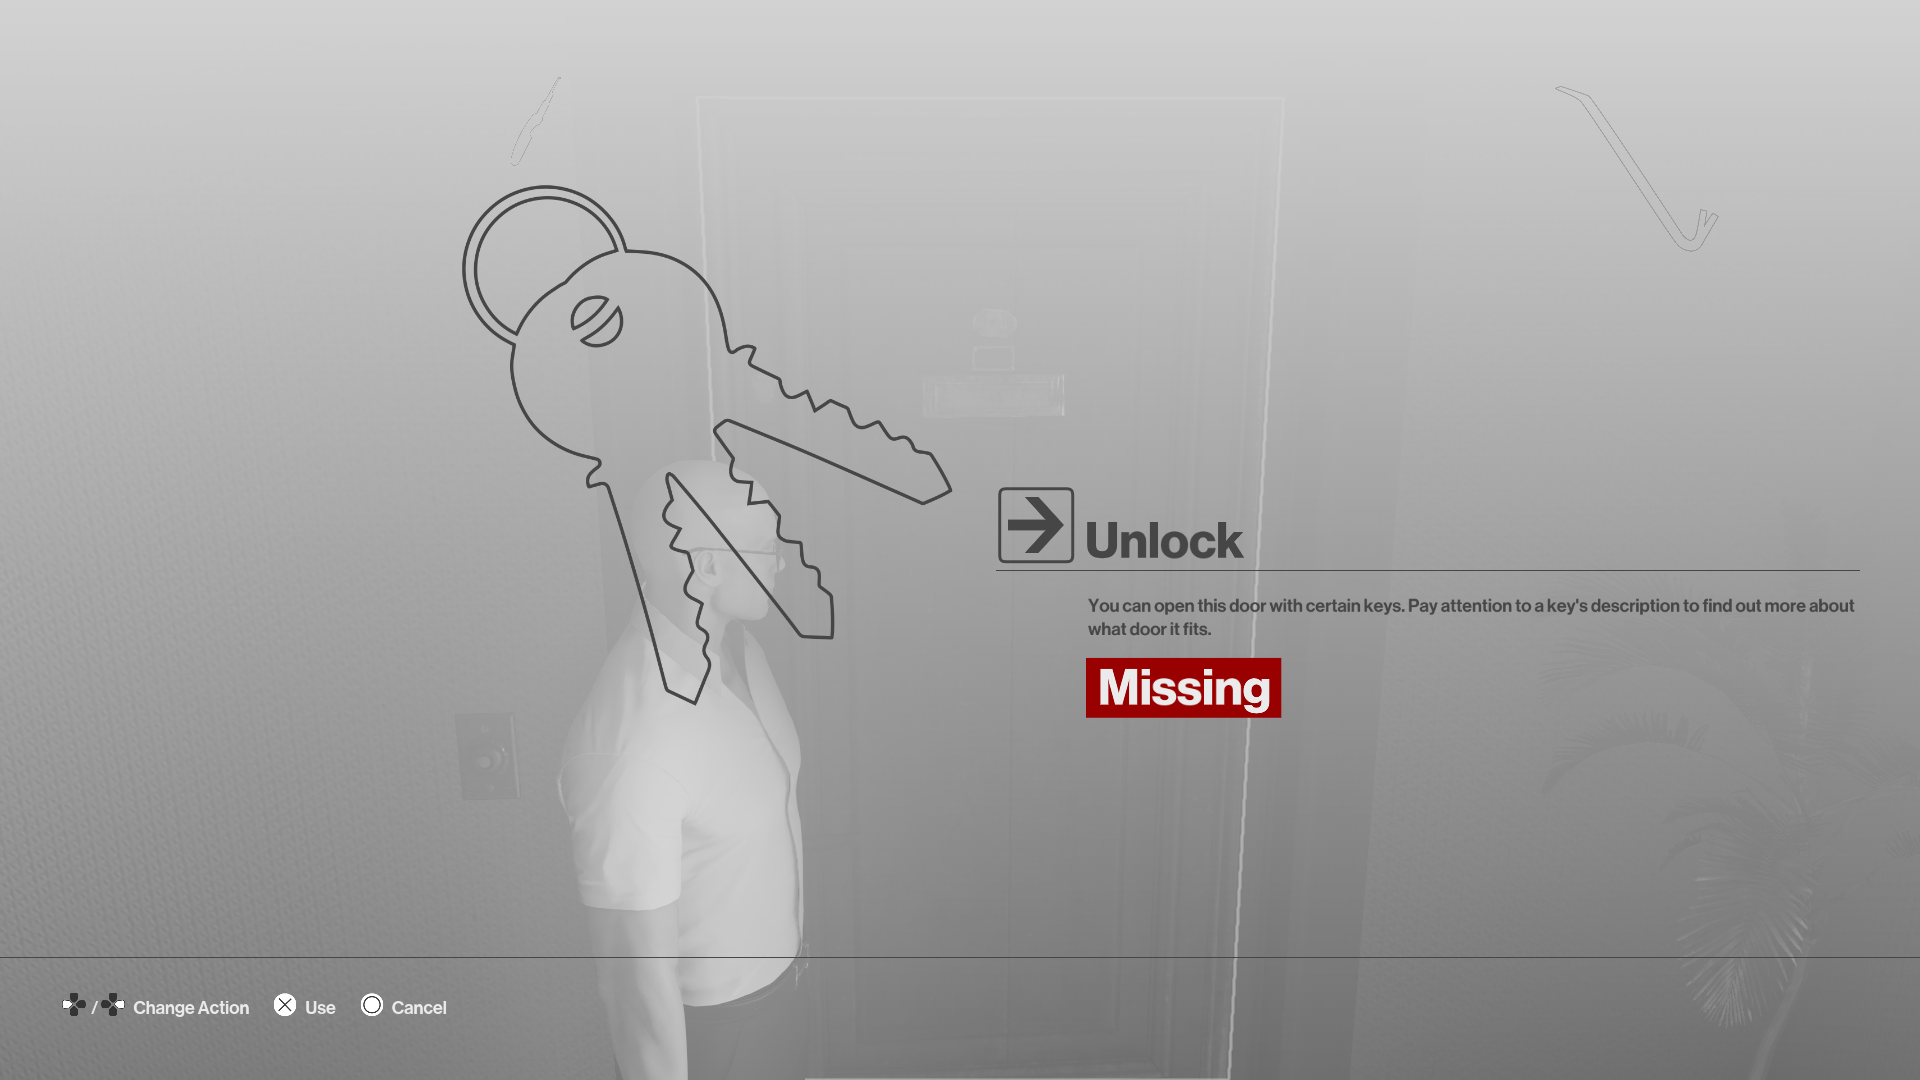 Unlock
You can open this door with certain keys. Pay attention to a key's description to find out more about
what door it fits.
Missing
/ Change Action Use Cancel